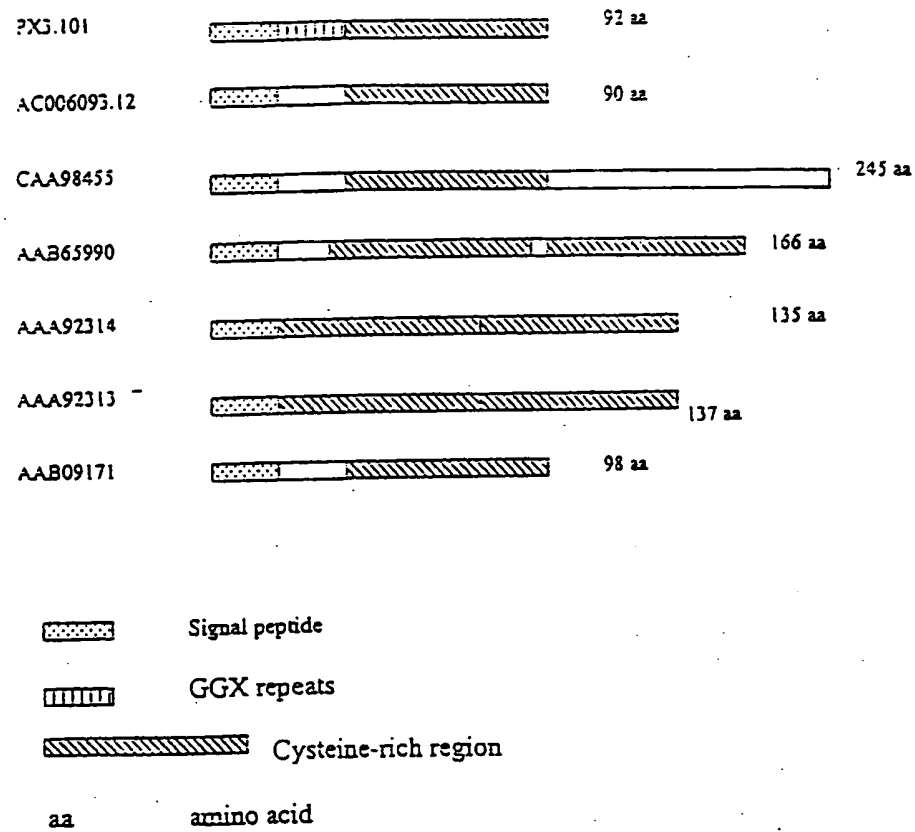 PX3.101 92 aa
AC006093.12 90 aa
CAA98455 245 aa
AAB65990 166 aa
AAA92314 135 aa
AAA92313 137 aa
AAB09171 98 aa
Signal peptide
GGX repeats
Cysteine-rich region
aa amino acid